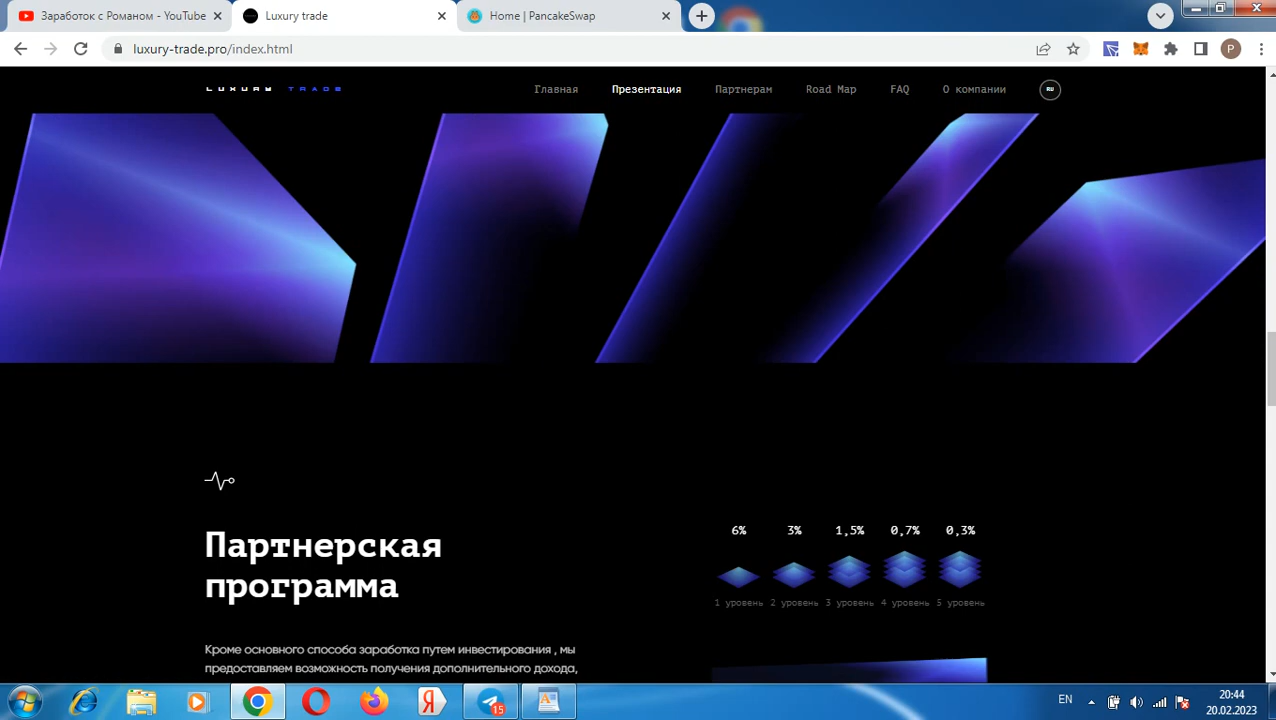 Заработок с Романом - YouTube
Luxury trade
Home | PancakeSwap
luxury-trade.pro/index.html
P
LUXURY TRADE
Главная
Презентация
Партнерам
Road Map
FAQ
О компании
RU
6%
3%
1,5%
0,7%
0,3%
1 уровень
2 уровень
3 уровень
4 уровень
5 уровень
Партнерская
программа
Кроме основного способа заработка путем инвестирования , мы
предоставляем возможность получения дополнительного дохода,
15
EN
20:44
20.02.2023